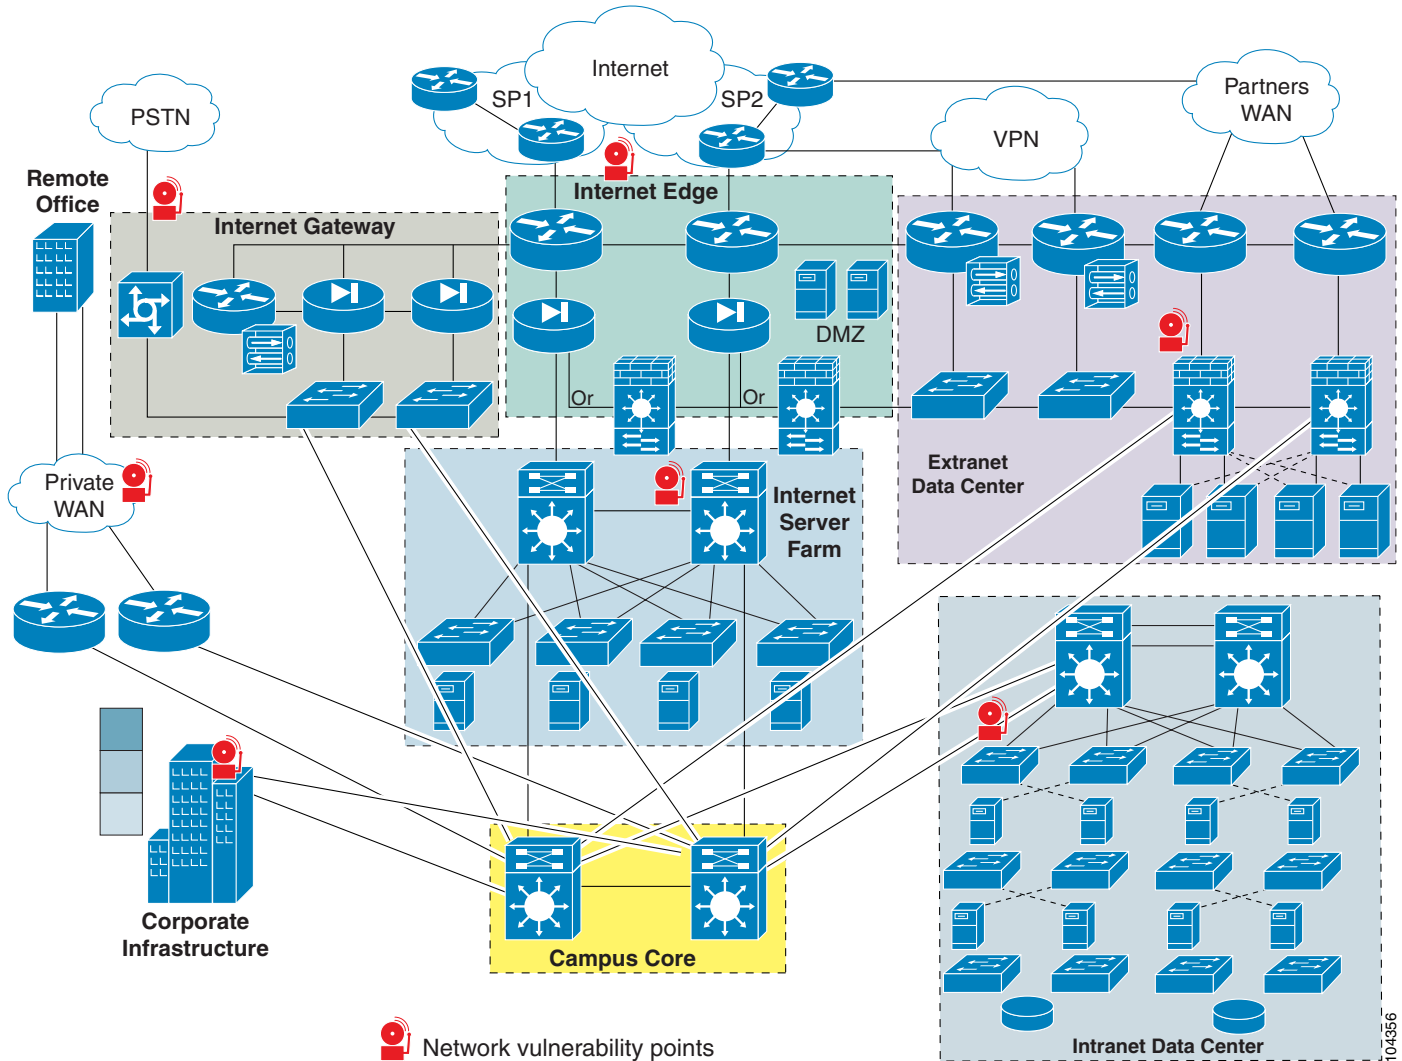 Internet
SP1
SP2
Partners
WAN
PSTN
VPN
Remote
Office
Internet Edge
Internet Gateway
DMZ
Or
Or
Extranet
Data Center
Private
WAN
Internet
Server
Farm
Corporate
Infrastructure
Campus Core
Intranet Data Center
Network vulnerability points
104356